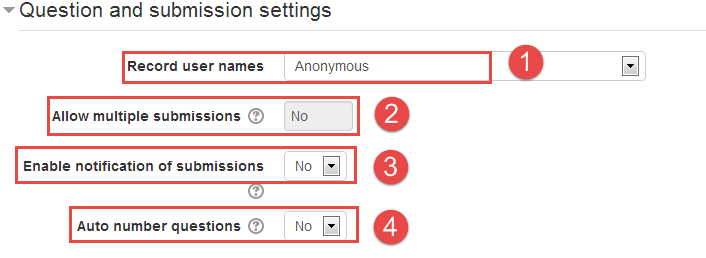 Question and submission settings
Record user names Anonymous 1
Allow multiple submissions ? No 2
Enable notification of submissions No 3
?
Auto number questions ? No 4